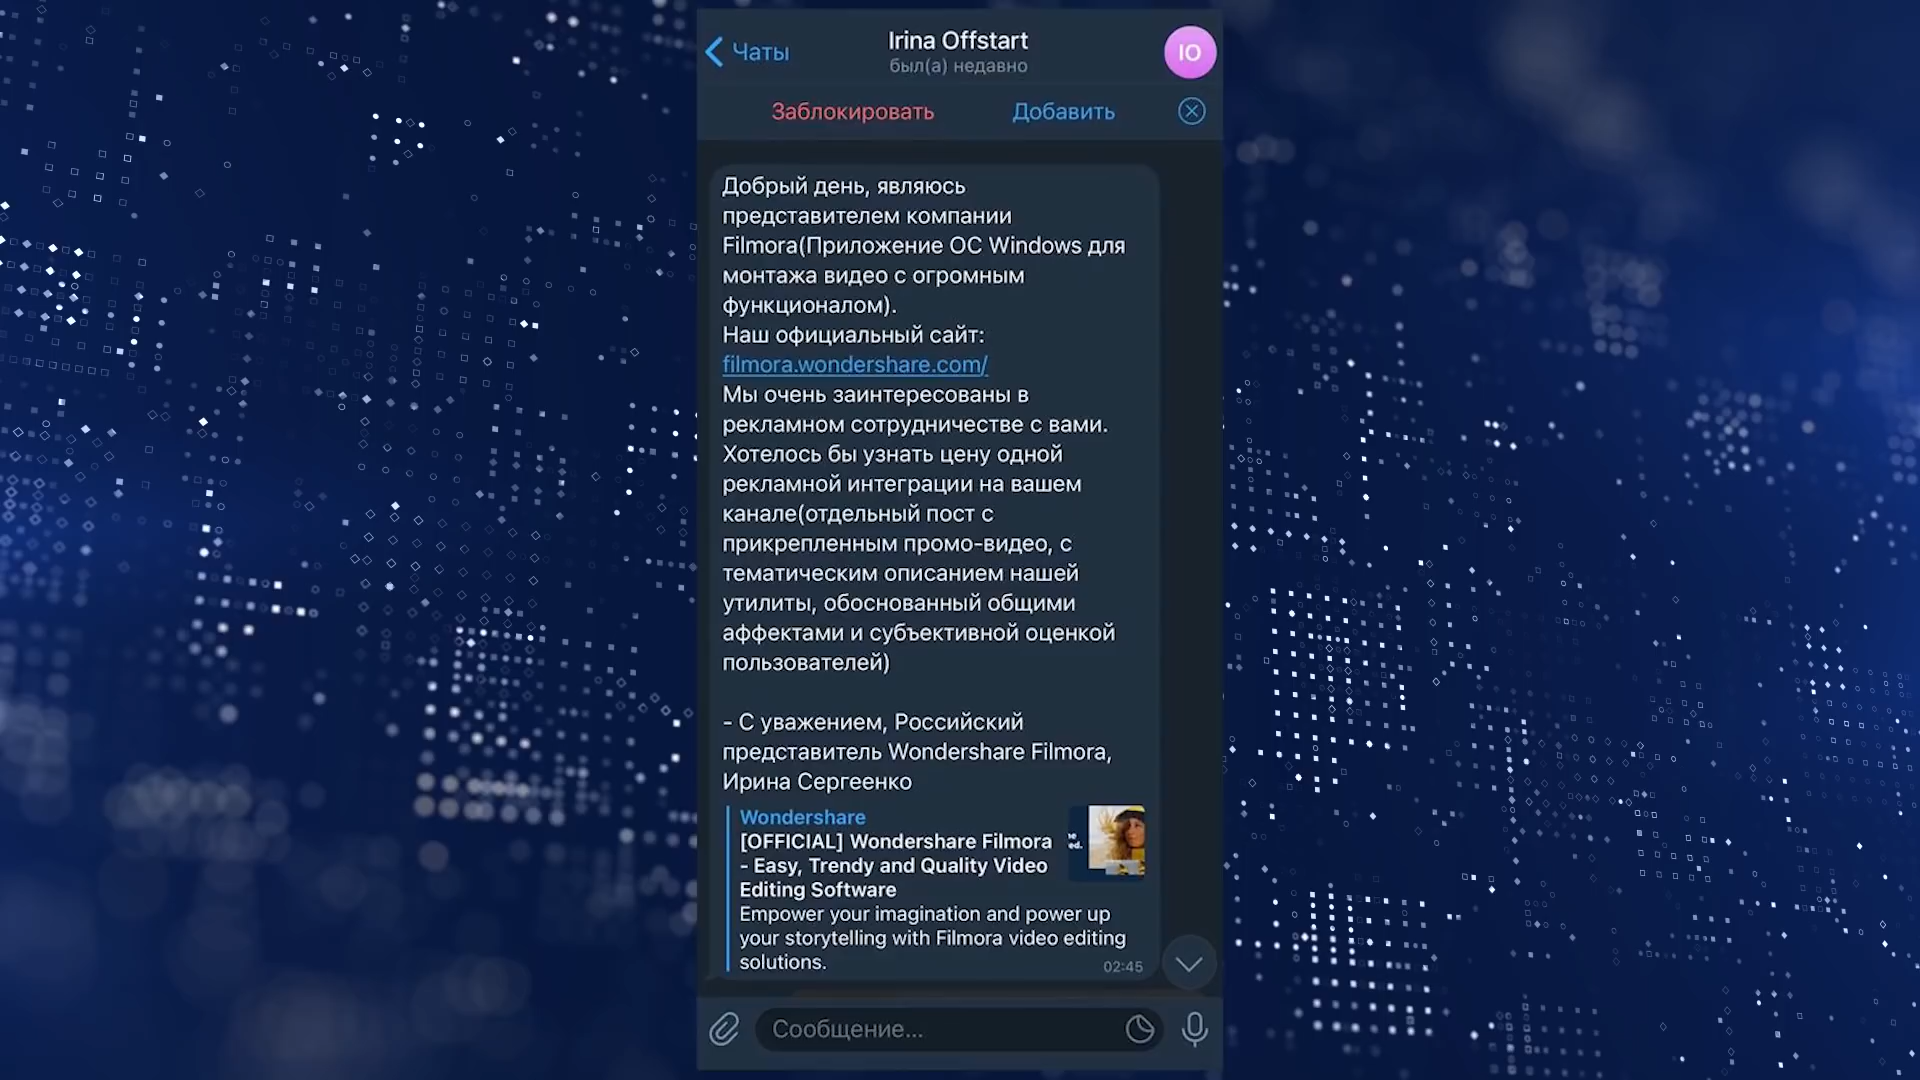 Чаты
Irina Offstart
был(а) недавно
IO
Заблокировать
Добавить
Добрый день, являюсь
представителем компании
Filmora(Приложение ОС Windows для
монтажа видео с огромным
функционалом).
Наш официальный сайт:
filmora.wondershare.com/
Мы очень заинтересованы в
рекламном сотрудничестве с вами.
Хотелось бы узнать цену одной
рекламной интеграции на вашем
канале(отдельный пост с
прикрепленным промо-видео, с
тематическим описанием нашей
утилиты, обоснованный общими
аффектами и субъективной оценкой
пользователей)
- С уважением, Российский
представитель Wondershare Filmora,
Ирина Сергеенко
Wondershare
[OFFICIAL] Wondershare Filmora
- Easy, Trendy and Quality Video
Editing Software
Empower your imagination and power up
your storytelling with Filmora video editing
solutions.
02:45
Сообщение...